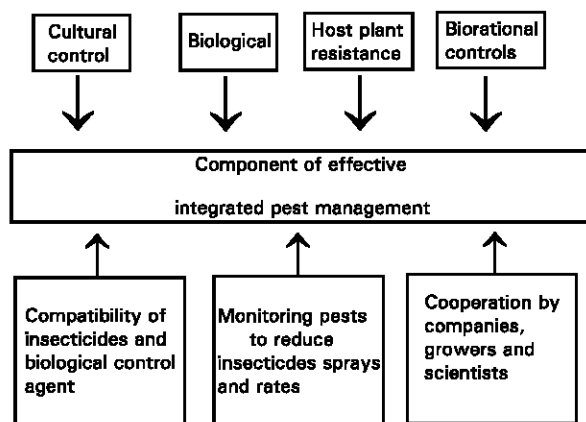 Cultural
control
Biological
Host plant
resistance
Biorational
controls
Component of effective
integrated pest management
Compatibility of
insecticides and
biological control
agent
Monitoring pests
to reduce
insecticdes sprays
and rates
Cooperation by
companies,
growers and
scientists